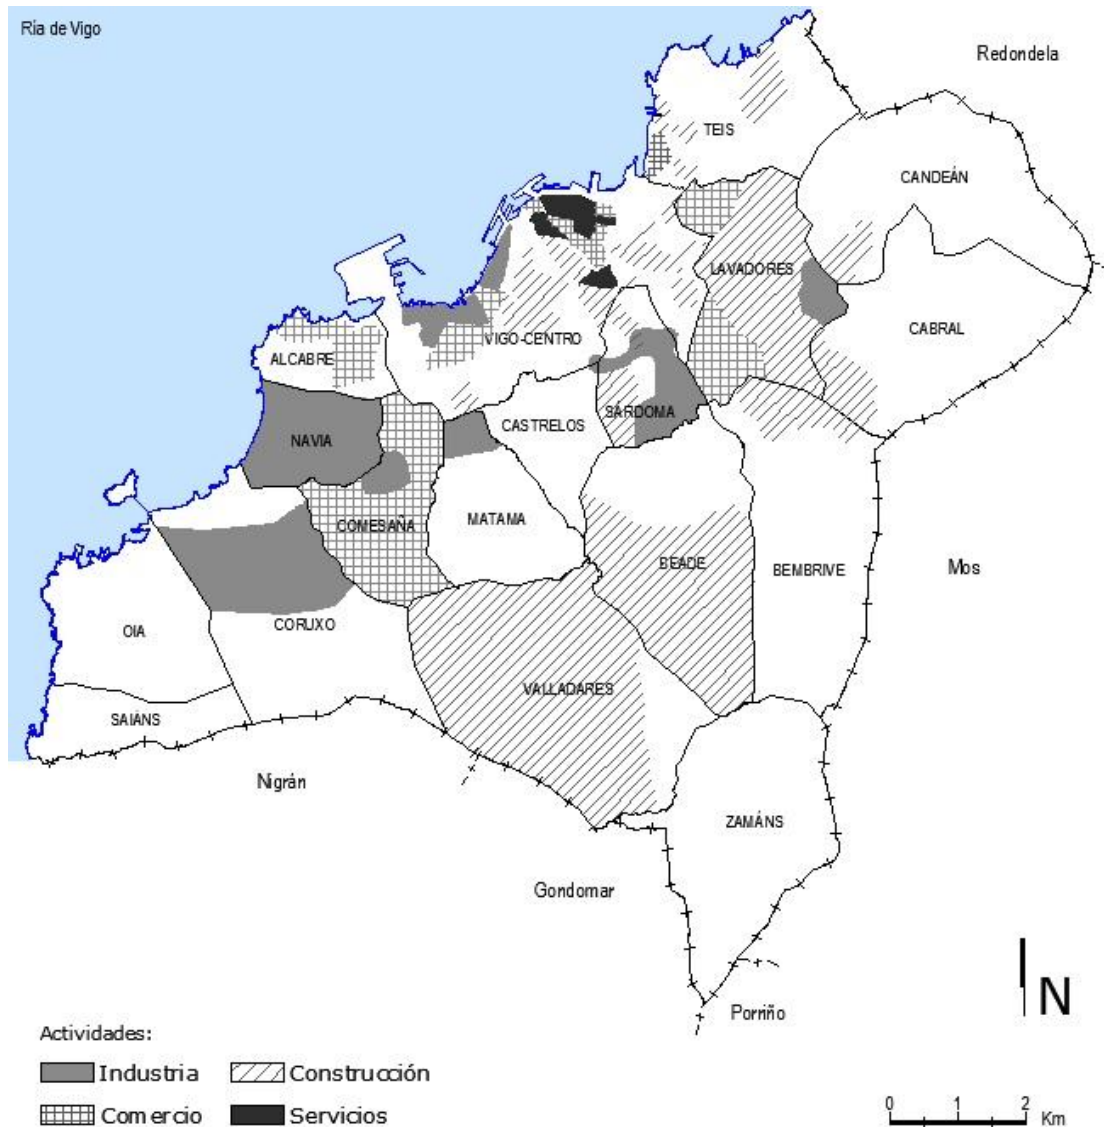 Ría de Vigo
Redondela
TEIS
CANDEÁN
LAVADORES
CABRAL
VIGO-CENTRO
ALCABRE
SÁRDOMA
CASTRELOS
NAVIA
COMESAÑA
MATAMA
BEADE
BEMBRIVE
Mos
OIA
CORUXO
VALLADARES
SAIÁNS
Nigrán
ZAMÁNS
Gondomar
N
Porriño
Actividades:
Industria
Construcción
Comercio
Servicios
0 1 2
Km